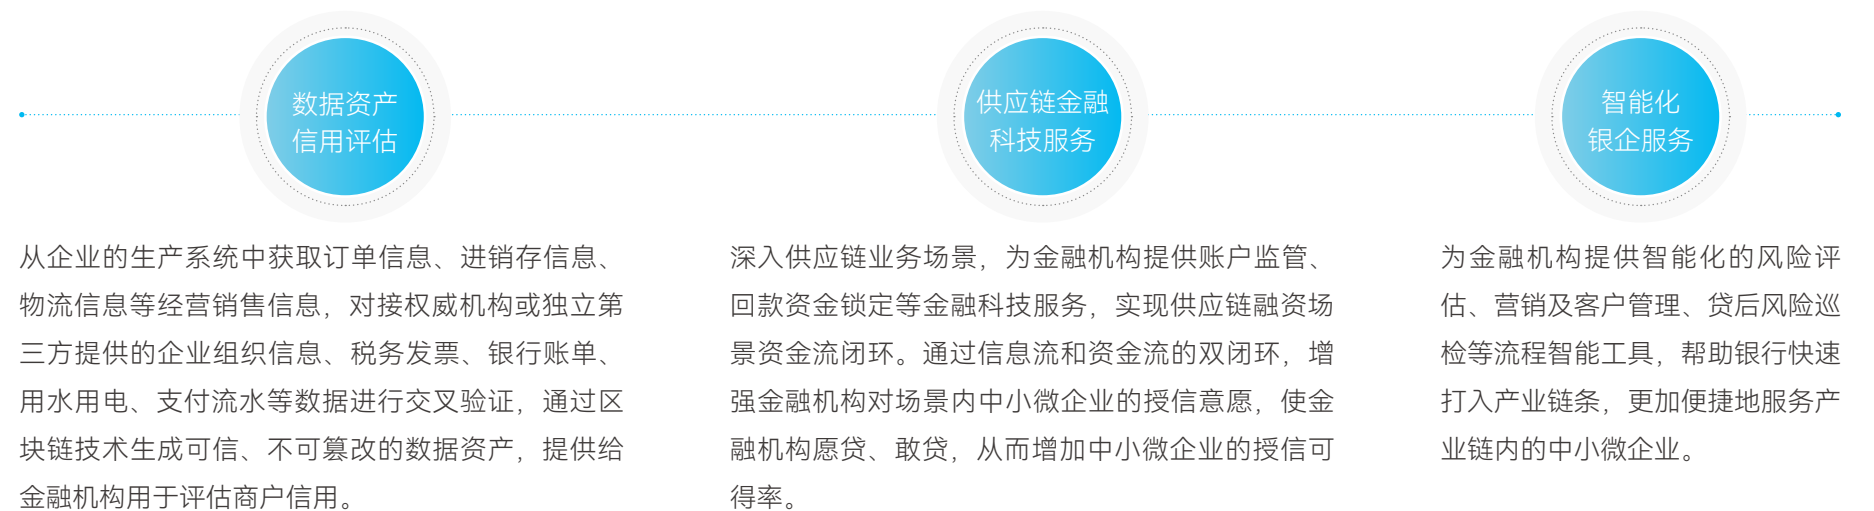 数据资产
信用评估
供应链金融
科技服务
智能化
银企服务
从企业的生产系统中获取订单信息、进销存信息、
物流信息等经营销售信息，对接权威机构或独立第
三方提供的企业组织信息、税务发票、银行账单、
用水用电、支付流水等数据进行交叉验证，通过区
块链技术生成可信、不可篡改的数据资产，提供给
金融机构用于评估商户信用。
深入供应链业务场景，为金融机构提供账户监管、
回款资金锁定等金融科技服务，实现供应链融资场
景资金流闭环。通过信息流和资金流的双闭环，增
强金融机构对场景内中小微企业的授信意愿，使金
融机构愿贷、敢贷，从而增加中小微企业的授信可
得率。
为金融机构提供智能化的风险评
估、营销及客户管理、贷后风险巡
检等流程智能工具，帮助银行快速
打入产业链条，更加便捷地服务产
业链内的中小微企业。